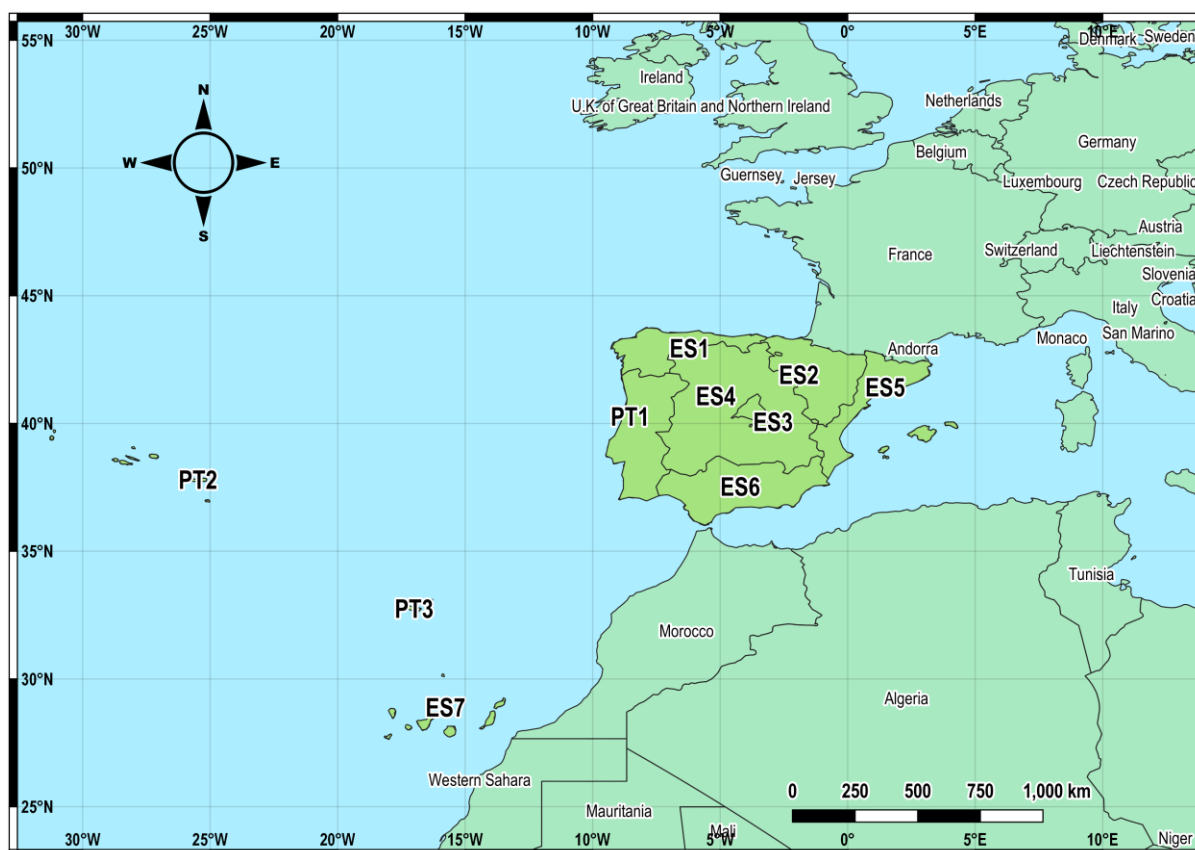 30°W 25°W 20°W 15°W 10°W 5°W 0° 5°E 10°E
55°N
Denmark Sweden
Ireland
U.K. of Great Britain and Northern Ireland
Netherlands
N
W E
S
Germany
Belgium
50°N
Guernsey Jersey
Luxembourg Czech Republic
Austria
France
Switzerland Liechtenstein
Slovenia
45°N
Croatia
Italy
San Marino
Monaco
Andorra
ES1
ES2
ES5
ES4
PT1
ES3
40°N
PT2
ES6
35°N
Tunisia
PT3
Morocco
30°N
Algeria
ES7
Western Sahara
0 250 500 750 1,000 km
25°N
Mauritania
Mali
Niger
30°W 25°W 20°W 15°W 10°W 5°W 0° 5°E 10°E